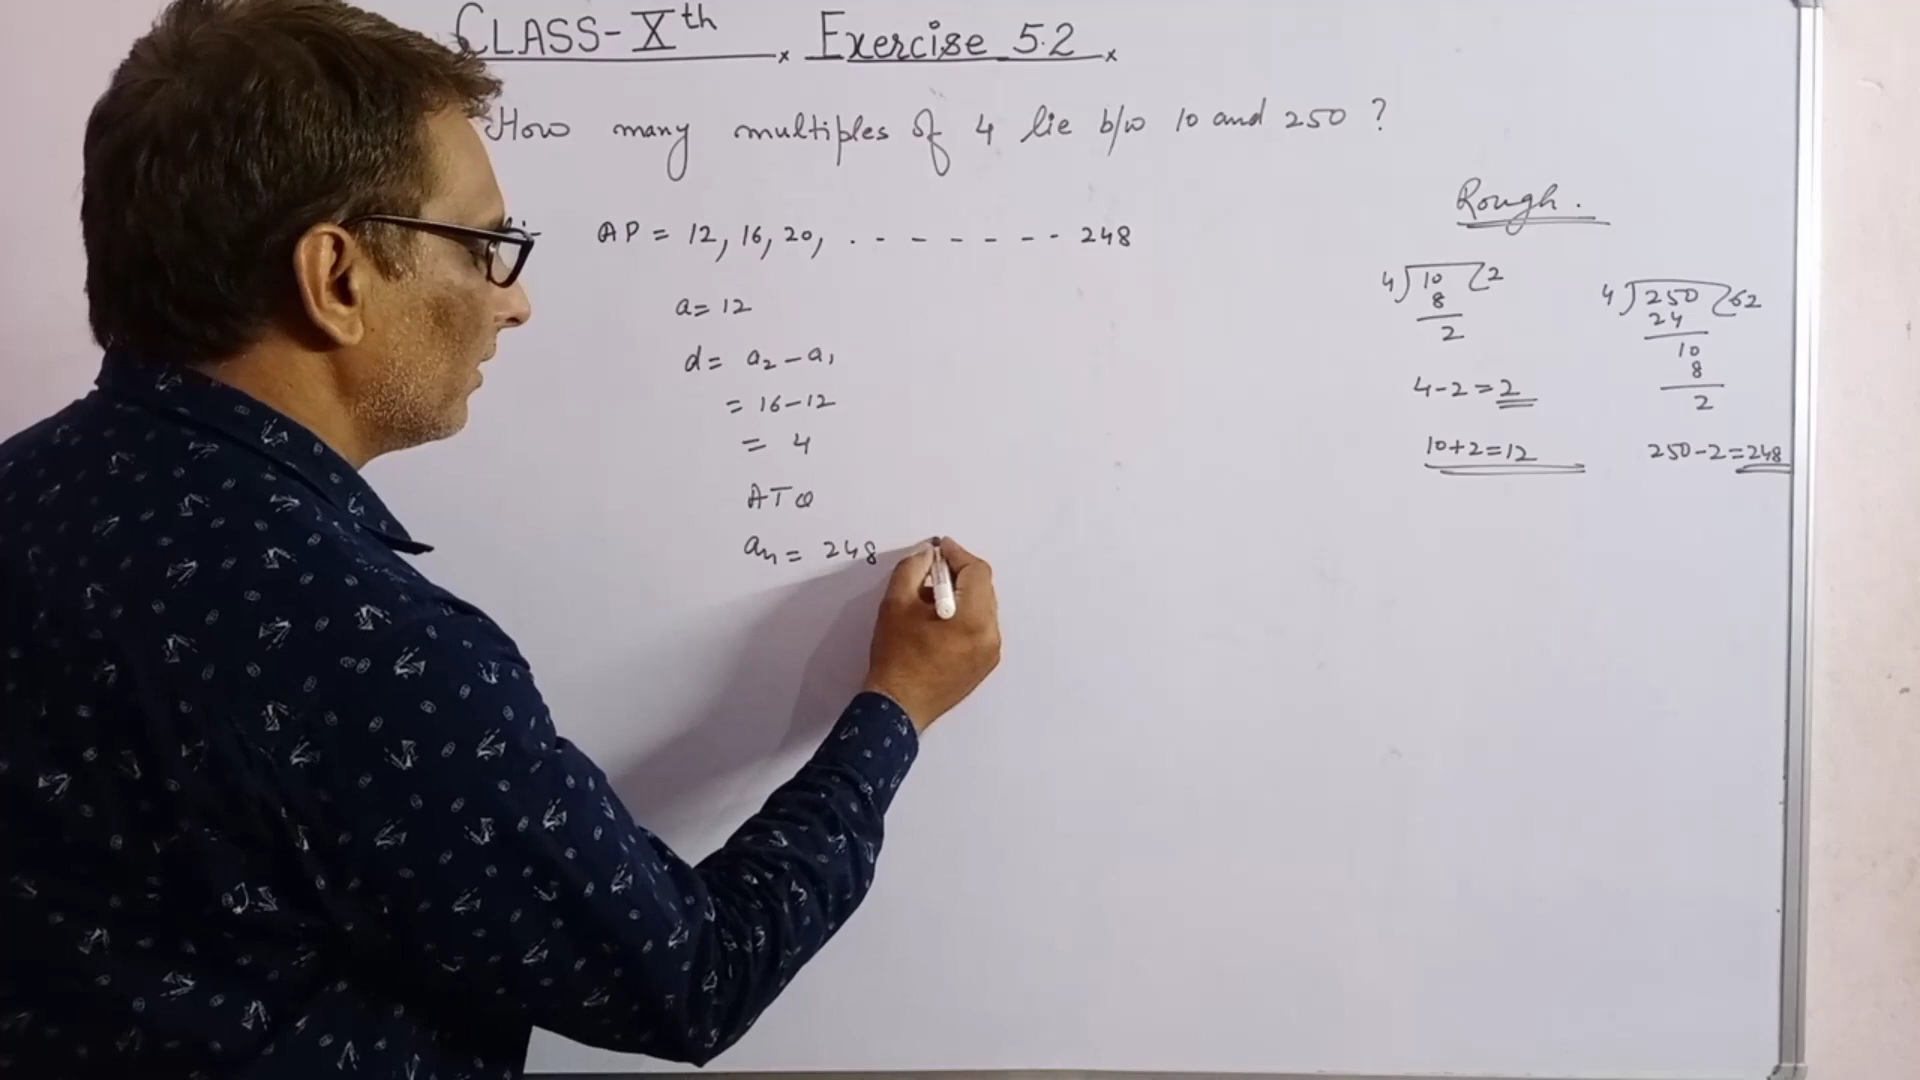 CLASS-Xth Exercise 5.2
How many multiples of 4 lie b/w 10 and 250 ?
AP = 12, 16, 20, . - - - - - - - 248
a = 12
d = a₂ - a₁
= 16-12
= 4
ATQ
aₙ = 248
Rough.
4) 10 (2
8
2
4-2 = 2
10+2=12
4) 250 (62
24
10
8
2
250-2=248